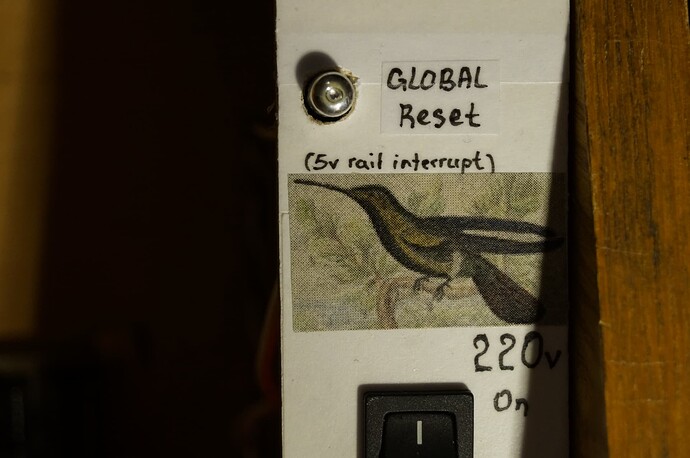 GLOBAL
Reset
(5v rail interrupt)
220v
On
|